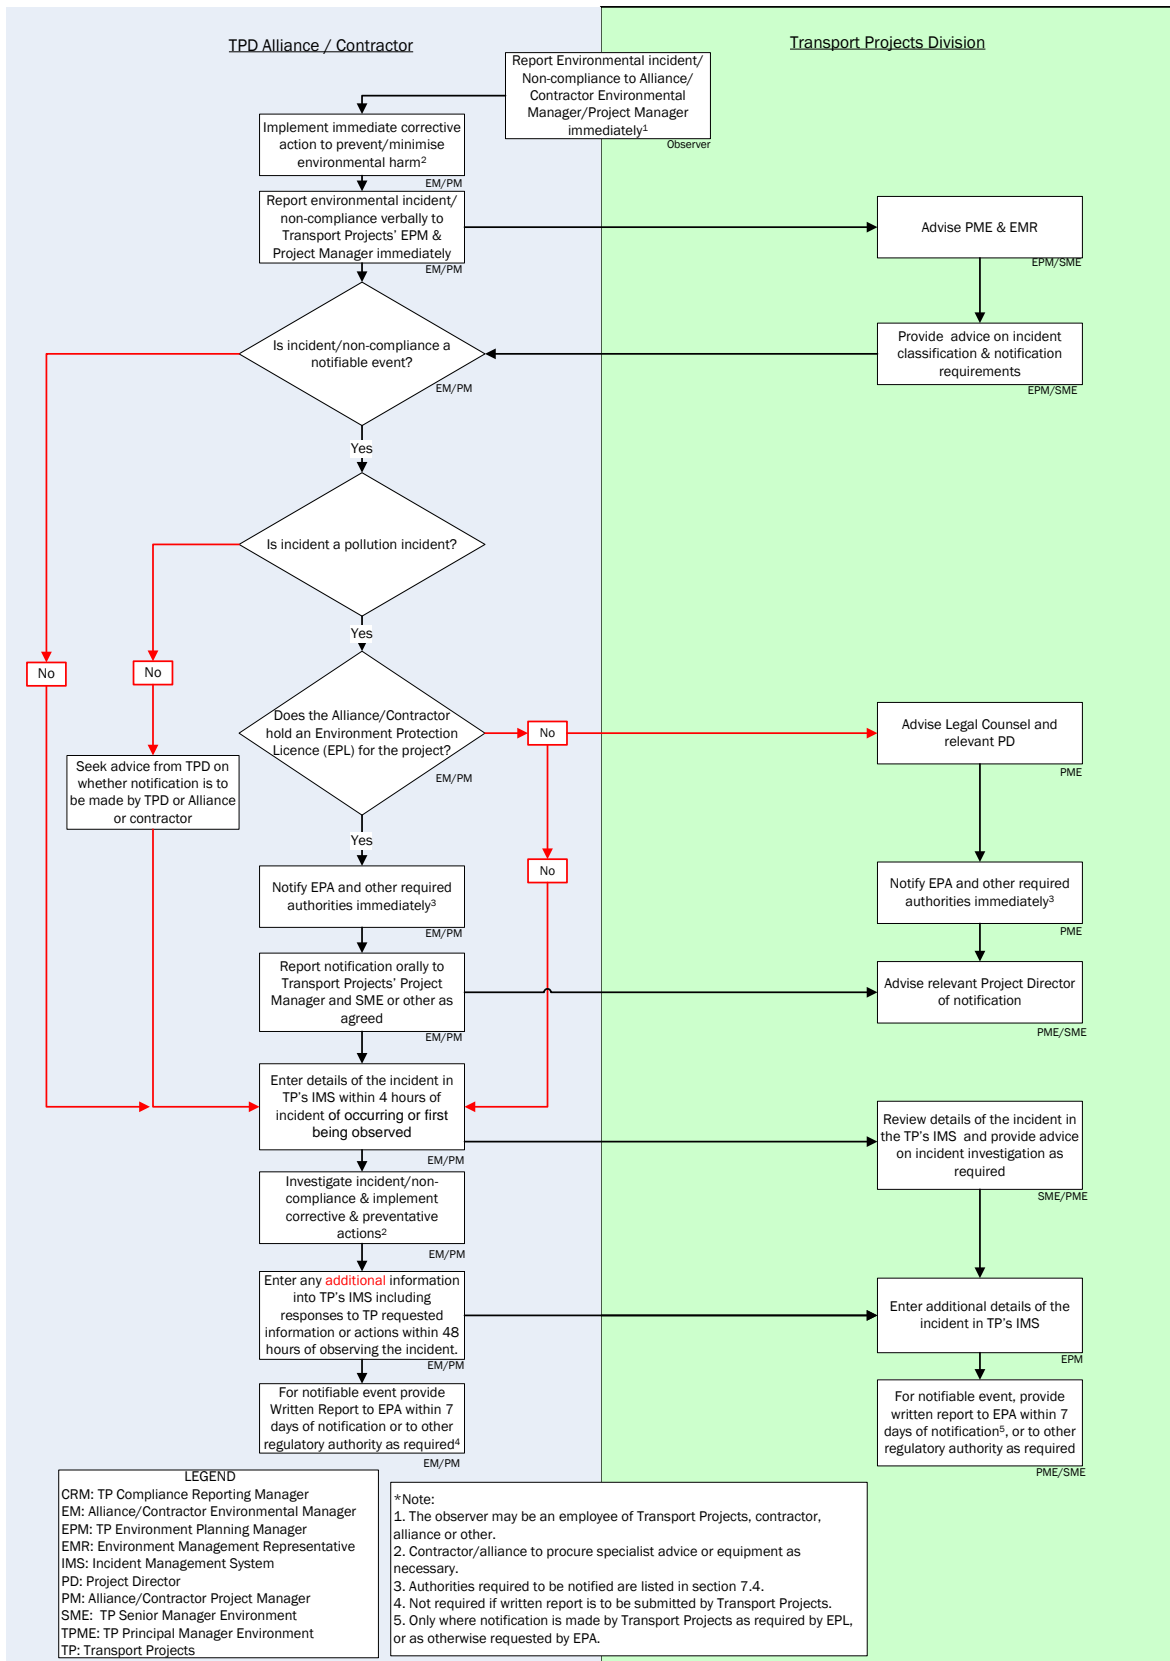 TPD Alliance / Contractor
Transport Projects Division
Report Environmental incident/
Non-compliance to Alliance/
Contractor Environmental
Manager/Project Manager
immediately¹
Observer
Implement immediate corrective
action to prevent/minimise
environmental harm²
EM/PM
Report environmental incident/
non-compliance verbally to
Transport Projects' EPM &
Project Manager immediately
EM/PM
Advise PME & EMR
EPM/SME
Is incident/non-compliance a
notifiable event?
EM/PM
Provide advice on incident
classification & notification
requirements
EPM/SME
Yes
Is incident a pollution incident?
Yes
No
No
Does the Alliance/Contractor
hold an Environment Protection
Licence (EPL) for the project?
EM/PM
No
Advise Legal Counsel and
relevant PD
PME
Seek advice from TPD on
whether notification is to
be made by TPD or Alliance
or contractor
Yes
No
Notify EPA and other required
authorities immediately³
EM/PM
Notify EPA and other required
authorities immediately³
PME
Report notification orally to
Transport Projects' Project
Manager and SME or other as
agreed
EM/PM
Advise relevant Project Director
of notification
PME/SME
Enter details of the incident in
TP's IMS within 4 hours of
incident of occurring or first
being observed
EM/PM
Review details of the incident in
the TP's IMS and provide advice
on incident investigation as
required
SME/PME
Investigate incident/non-
compliance & implement
corrective & preventative
actions²
EM/PM
Enter any additional information
into TP's IMS including
responses to TP requested
information or actions within 48
hours of observing the incident.
EM/PM
Enter additional details of the
incident in TP's IMS
EPM
For notifiable event provide
Written Report to EPA within 7
days of notification or to other
regulatory authority as required⁴
EM/PM
For notifiable event, provide
written report to EPA within 7
days of notification⁵, or to other
regulatory authority as required
PME/SME
LEGEND
CRM: TP Compliance Reporting Manager
EM: Alliance/Contractor Environmental Manager
EPM: TP Environment Planning Manager
EMR: Environment Management Representative
IMS: Incident Management System
PD: Project Director
PM: Alliance/Contractor Project Manager
SME: TP Senior Manager Environment
TPME: TP Principal Manager Environment
TP: Transport Projects
*Note:
1. The observer may be an employee of Transport Projects, contractor,
alliance or other.
2. Contractor/alliance to procure specialist advice or equipment as
necessary.
3. Authorities required to be notified are listed in section 7.4.
4. Not required if written report is to be submitted by Transport Projects.
5. Only where notification is made by Transport Projects as required by EPL,
or as otherwise requested by EPA.